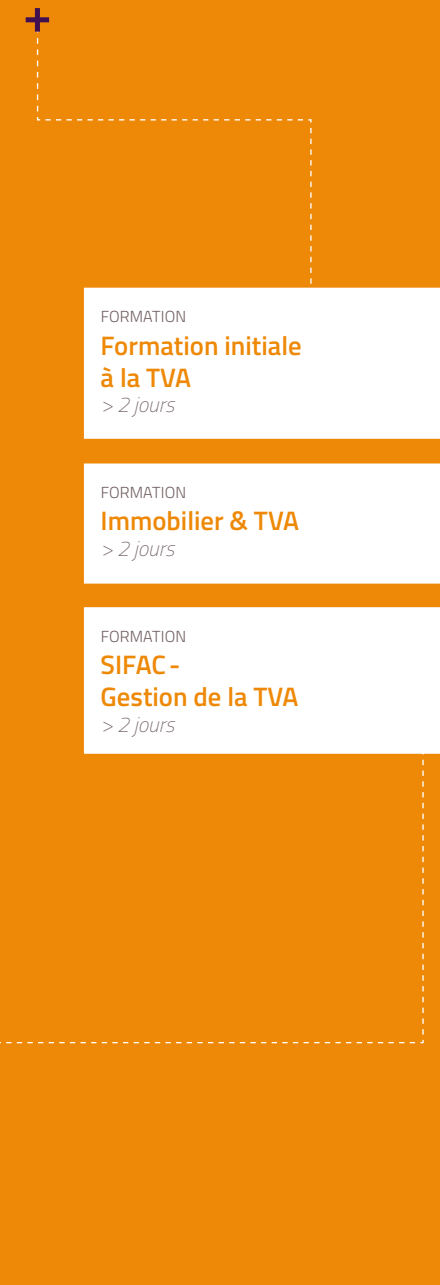 FORMATION
Formation initiale
à la TVA
> 2 jours
FORMATION
Immobilier & TVA
> 2 jours
FORMATION
SIFAC -
Gestion de la TVA
> 2 jours